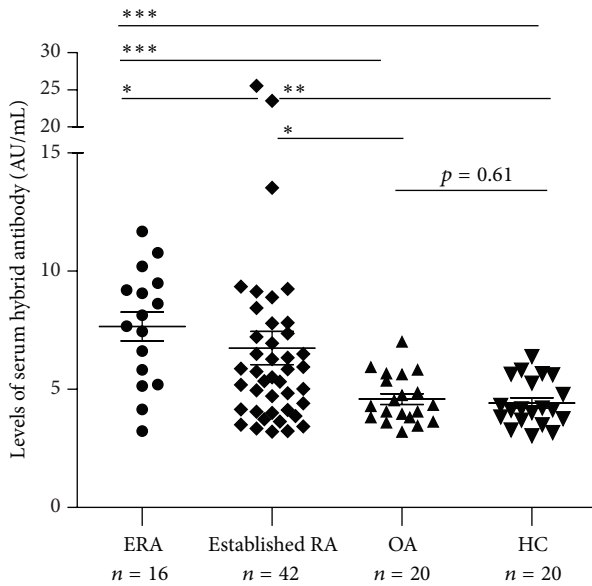 ***
***
* **
*
p = 0.61
30
25
20
15
10
5
0
Levels of serum hybrid antibody (AU/mL)
ERA Established RA OA HC
n = 16 n = 42 n = 20 n = 20